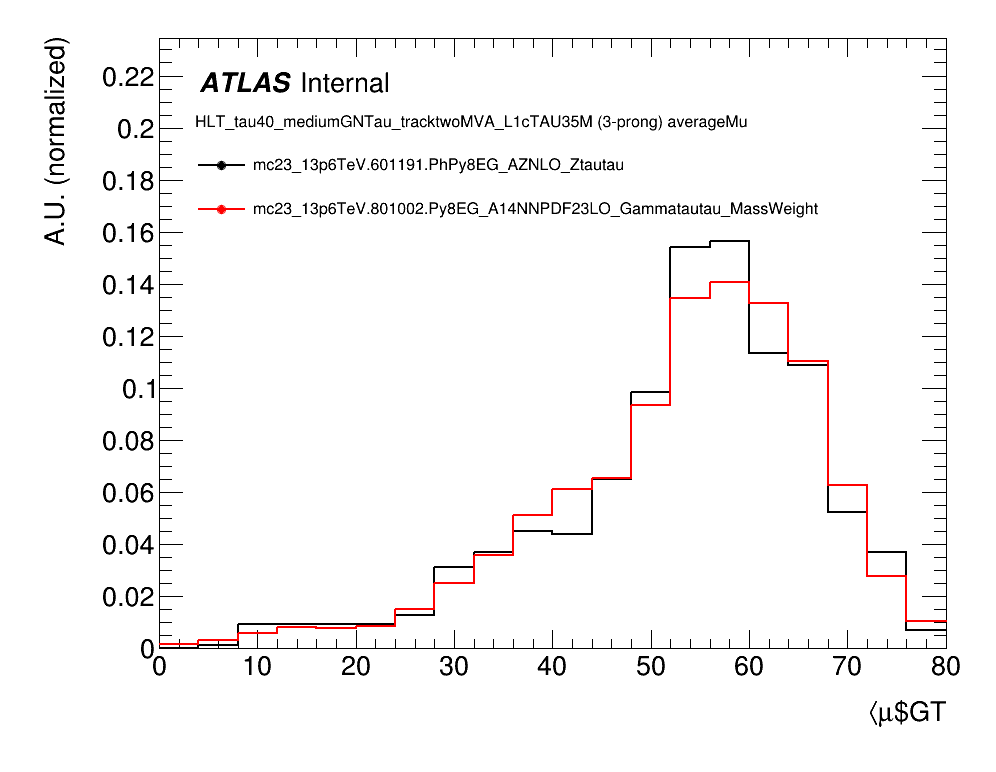 A.U. (normalized)
ATLAS Internal
HLT_tau40_mediumGNTau_tracktwoMVA_L1cTAU35M (3-prong) averageMu
mc23_13p6TeV.601191.PhPy8EG_AZNLO_Ztautau
mc23_13p6TeV.801002.Py8EG_A14NNPDF23LO_Gammatautau_MassWeight
0.22
0.2
0.18
0.16
0.14
0.12
0.1
0.08
0.06
0.04
0.02
0
0 10 20 30 40 50 60 70 80
⟨μ$GT